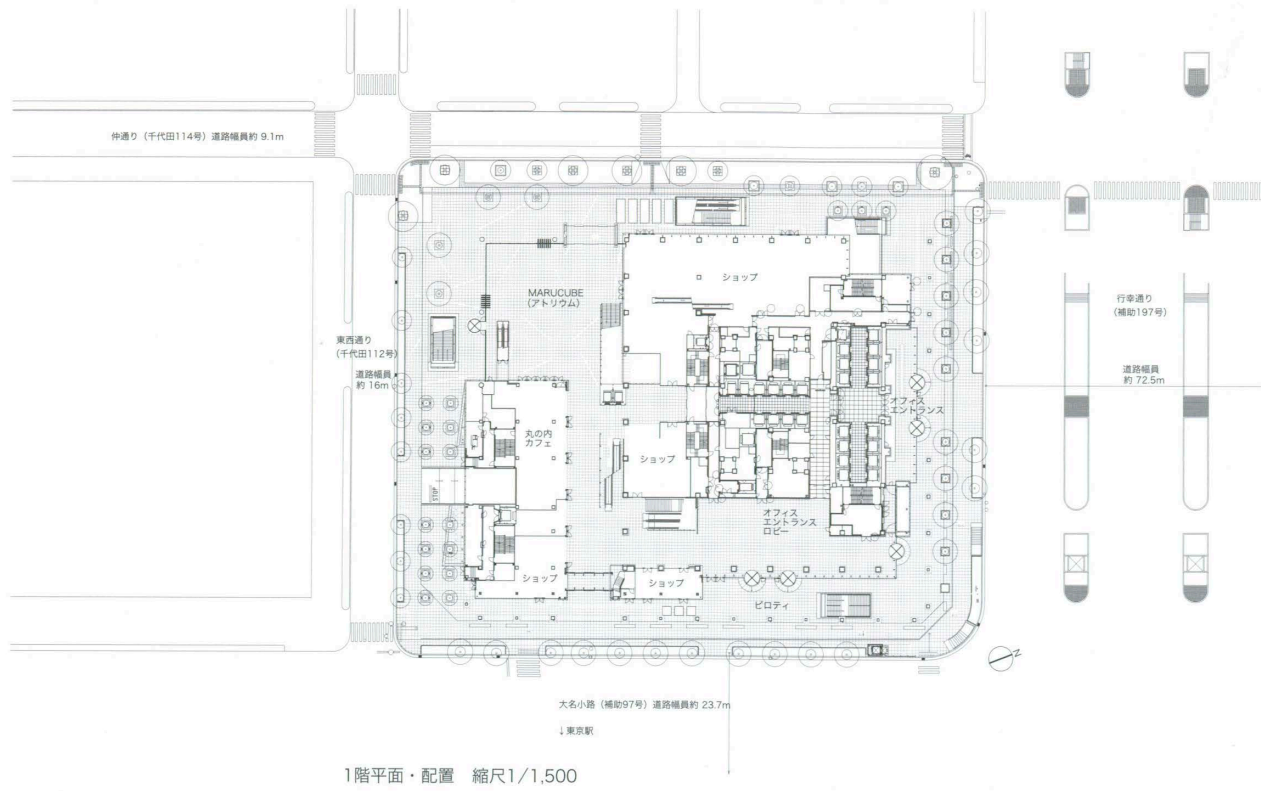 仲通り（千代田114号）道路幅員約 9.1m
ショップ
MARUCUBE
（アトリウム）
行幸通り
（補助197号）
東西通り
（千代田112号）
道路幅員
約 16m
道路幅員
約 72.5m
オフィス
エントランス
丸の内
カフェ
ショップ
STOP
オフィス
エントランス
ロビー
ショップ
ショップ
ピロティ
N
大名小路（補助97号）道路幅員約 23.7m
↓東京駅
1階平面・配置　縮尺1/1,500